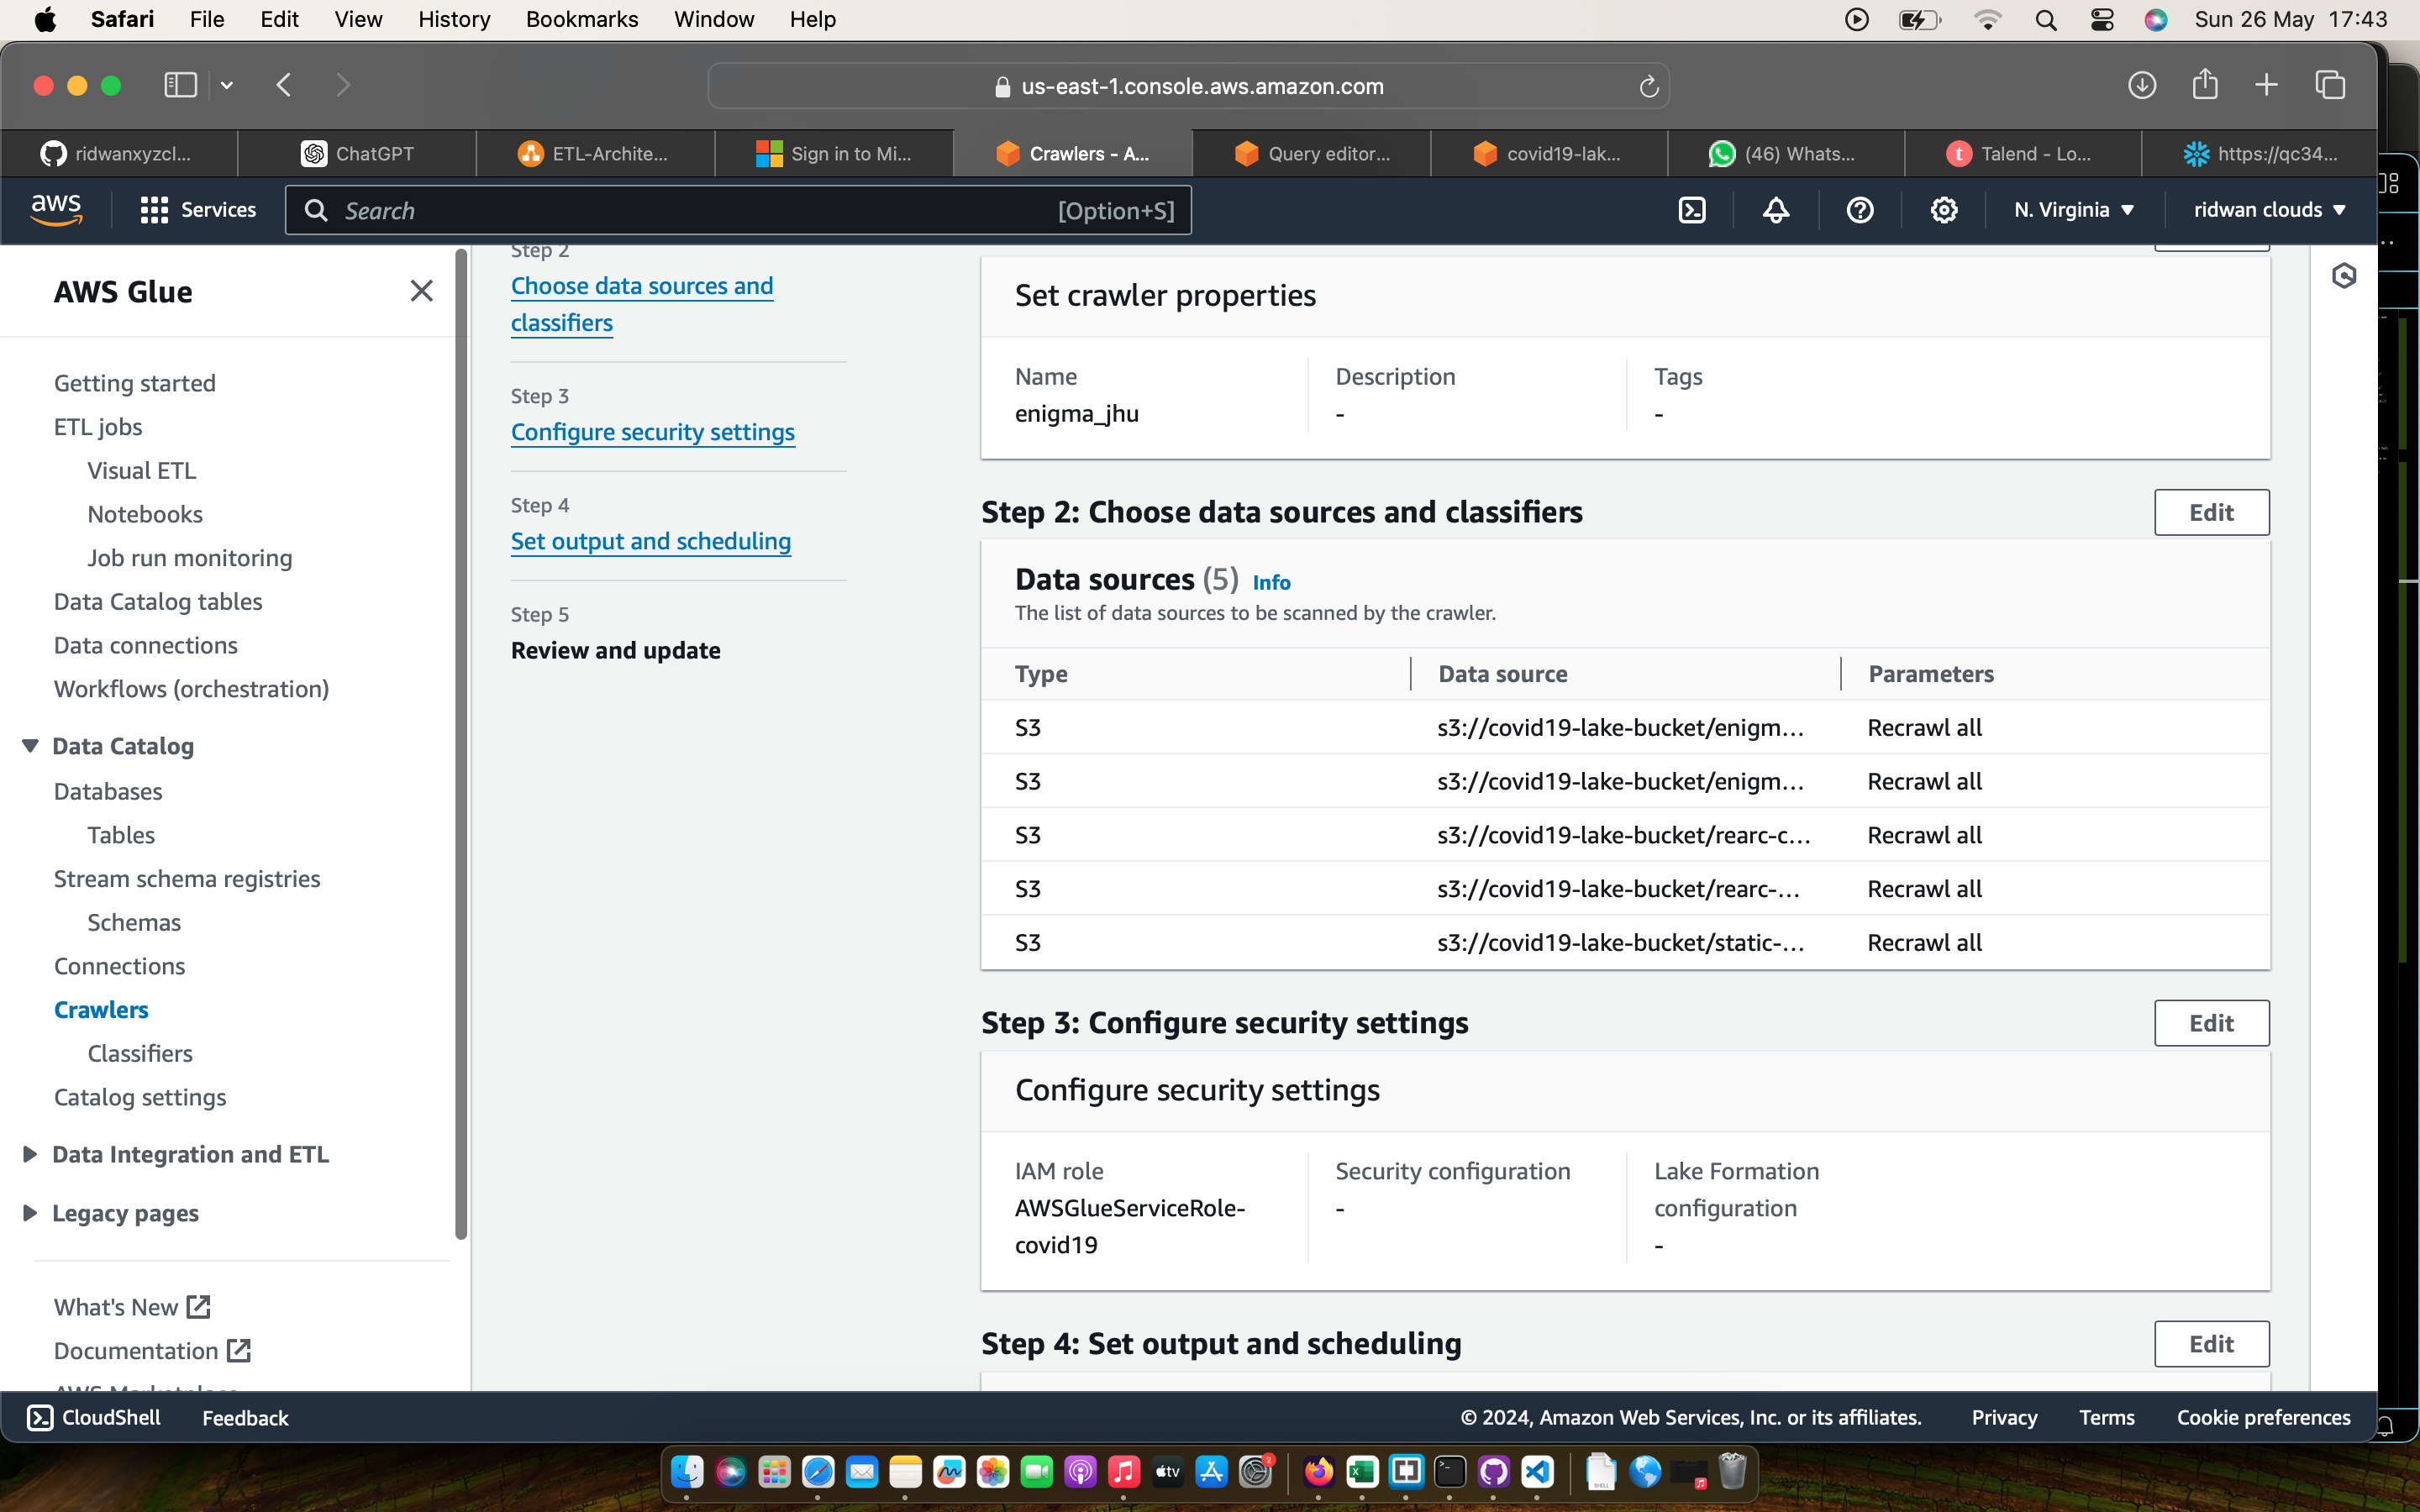 Safari File Edit View History Bookmarks Window Help Sun 26 May 17:43
us-east-1.console.aws.amazon.com
ridwanxyzcl... ChatGPT ETL-Archite... Sign in to Mi... Crawlers - A... Query editor... covid19-lak... (46) Whats... Talend - Lo... https://qc34...
aws Services Search [Option+S] N. Virginia ridwan clouds
AWS Glue
Getting started
ETL jobs
Visual ETL
Notebooks
Job run monitoring
Data Catalog tables
Data connections
Workflows (orchestration)
Data Catalog
Databases
Tables
Stream schema registries
Schemas
Connections
Crawlers
Classifiers
Catalog settings
Data Integration and ETL
Legacy pages
What's New
Documentation
AWS Marketplace
Step 2
Choose data sources and
classifiers
Step 3
Configure security settings
Step 4
Set output and scheduling
Step 5
Review and update
Set crawler properties
Name Description Tags
enigma_jhu - -
Step 2: Choose data sources and classifiers Edit
Data sources (5) Info
The list of data sources to be scanned by the crawler.
Type Data source Parameters
S3 s3://covid19-lake-bucket/enigm... Recrawl all
S3 s3://covid19-lake-bucket/enigm... Recrawl all
S3 s3://covid19-lake-bucket/rearc-c... Recrawl all
S3 s3://covid19-lake-bucket/rearc-... Recrawl all
S3 s3://covid19-lake-bucket/static-... Recrawl all
Step 3: Configure security settings Edit
Configure security settings
IAM role Security configuration Lake Formation
AWSGlueServiceRole- - configuration
covid19 -
Step 4: Set output and scheduling Edit
CloudShell Feedback © 2024, Amazon Web Services, Inc. or its affiliates. Privacy Terms Cookie preferences
tv 2